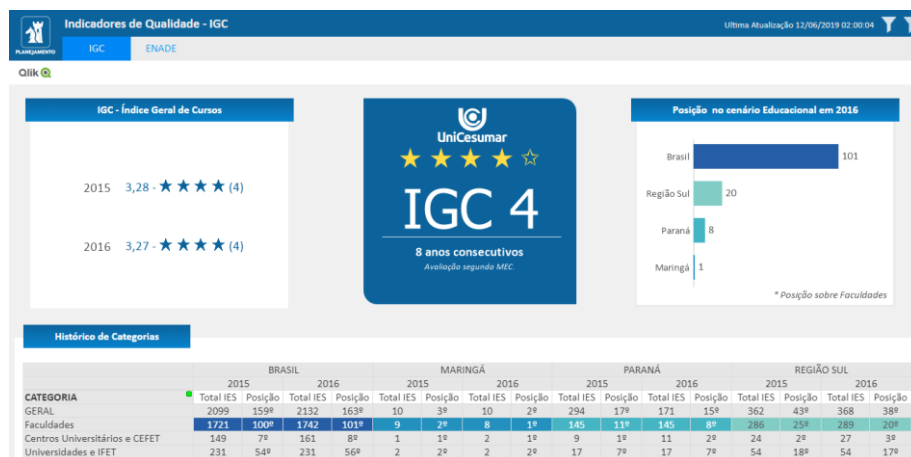 Indicadores de Qualidade - IGC
Ultima Atualização 12/06/2019 02:00:04
PLANEJAMENTO
IGC ENADE
Qlik
IGC - Índice Geral de Cursos
2015 3,28 - ★ ★ ★ ★ (4)
2016 3,27 - ★ ★ ★ ★ (4)
UniCesumar
IGC 4
8 anos consecutivos
Avaliação segundo MEC.
Posição no cenário Educacional em 2016
Brasil 101
Região Sul 20
Paraná 8
Maringá 1
* Posição sobre Faculdades
Histórico de Categorias
BRASIL MARINGÁ PARANÁ REGIÃO SUL
2015 2016 2015 2016 2015 2016 2015 2016
CATEGORIA Total IES Posição Total IES Posição Total IES Posição Total IES Posição Total IES Posição Total IES Posição Total IES Posição Total IES Posição
GERAL 2099 159º 2132 163º 10 3º 10 2º 294 17º 171 15º 362 43º 368 38º
Faculdades 1721 100º 1742 101º 9 2º 8 1º 145 11º 145 8º 286 25º 289 20º
Centros Universitários e CEFET 149 7º 161 8º 1 1º 2 1º 9 1º 11 2º 24 2º 27 3º
Universidades e IFET 231 54º 231 56º 2 2º 2 2º 17 7º 17 7º 54 18º 54 17º